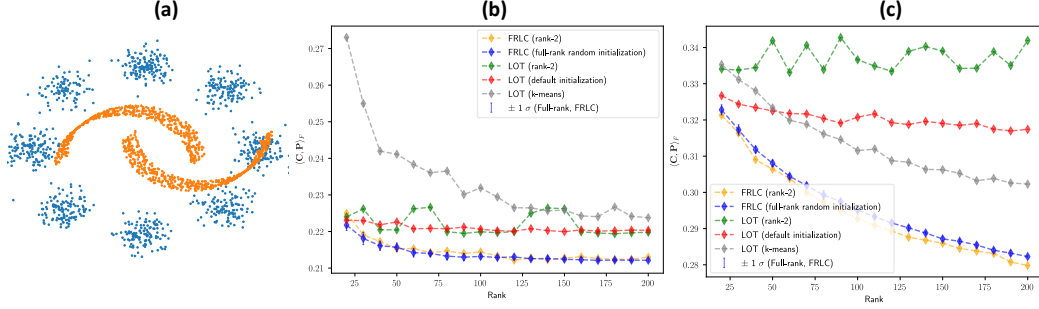 (a)
(b)
(c)
0.27
0.26
0.25
0.24
0.23
0.22
0.21
⟨C, P⟩F
25
50
75
100
125
150
175
200
Rank
FRLC (rank-2)
FRLC (full-rank random initialization)
LOT (rank-2)
LOT (default initialization)
LOT (k-means)
± 1 σ (Full-rank, FRLC)
0.34
0.33
0.32
0.31
0.30
0.29
0.28
⟨C, P⟩F
25
50
75
100
125
150
175
200
Rank
FRLC (rank-2)
FRLC (full-rank random initialization)
LOT (rank-2)
LOT (default initialization)
LOT (k-means)
± 1 σ (Full-rank, FRLC)